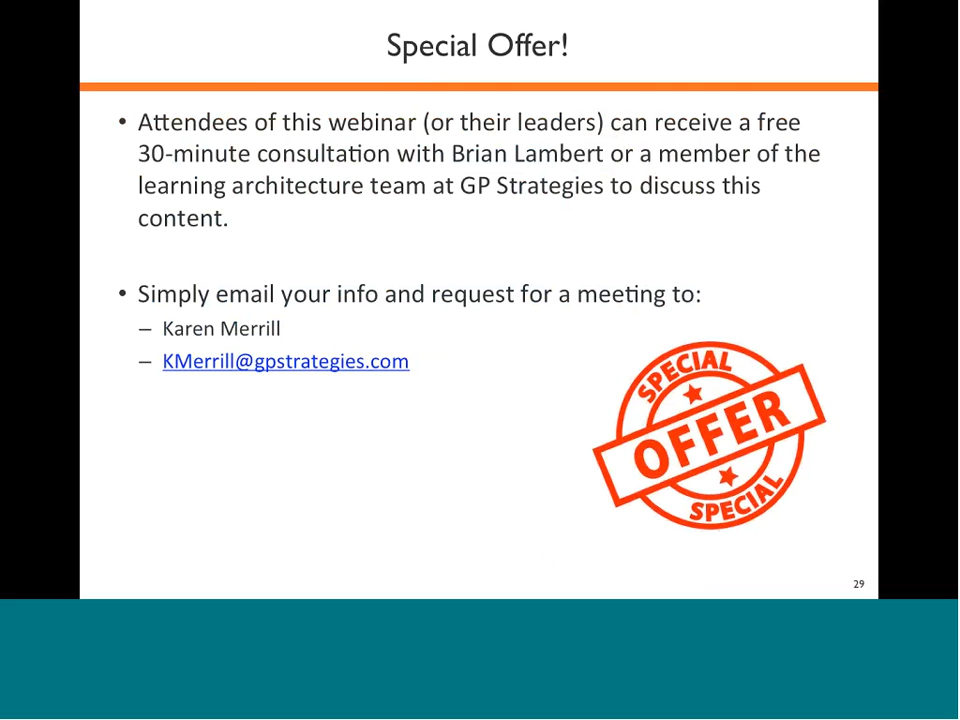 Special Offer!
• Attendees of this webinar (or their leaders) can receive a free
30-minute consultation with Brian Lambert or a member of the
learning architecture team at GP Strategies to discuss this
content.
• Simply email your info and request for a meeting to:
– Karen Merrill
– KMerrill@gpstrategies.com
SPECIAL
OFFER
SPECIAL
29